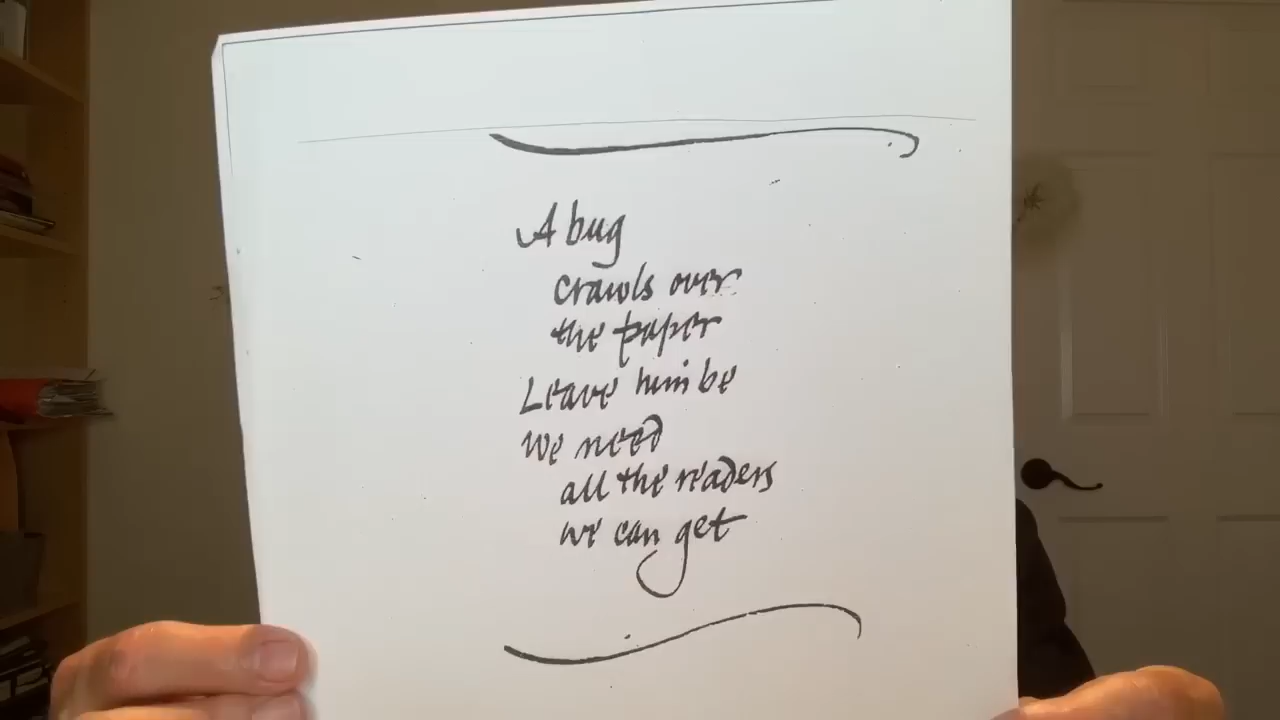 A bug
crawls over
the paper
Leave him be
we need
all the readers
we can get